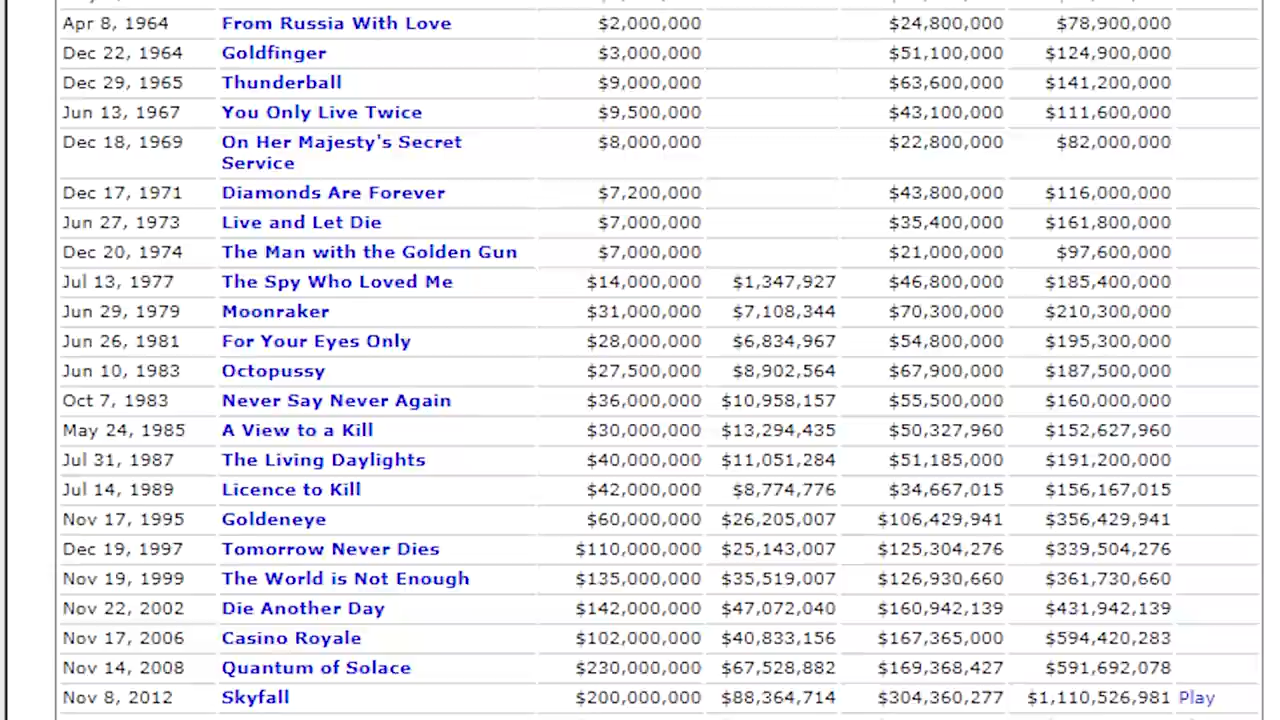 Apr 8, 1964 From Russia With Love $2,000,000 $24,800,000 $78,900,000
Dec 22, 1964 Goldfinger $3,000,000 $51,100,000 $124,900,000
Dec 29, 1965 Thunderball $9,000,000 $63,600,000 $141,200,000
Jun 13, 1967 You Only Live Twice $9,500,000 $43,100,000 $111,600,000
Dec 18, 1969 On Her Majesty's Secret $8,000,000 $22,800,000 $82,000,000
Service
Dec 17, 1971 Diamonds Are Forever $7,200,000 $43,800,000 $116,000,000
Jun 27, 1973 Live and Let Die $7,000,000 $35,400,000 $161,800,000
Dec 20, 1974 The Man with the Golden Gun $7,000,000 $21,000,000 $97,600,000
Jul 13, 1977 The Spy Who Loved Me $14,000,000 $1,347,927 $46,800,000 $185,400,000
Jun 29, 1979 Moonraker $31,000,000 $7,108,344 $70,300,000 $210,300,000
Jun 26, 1981 For Your Eyes Only $28,000,000 $6,834,967 $54,800,000 $195,300,000
Jun 10, 1983 Octopussy $27,500,000 $8,902,564 $67,900,000 $187,500,000
Oct 7, 1983 Never Say Never Again $36,000,000 $10,958,157 $55,500,000 $160,000,000
May 24, 1985 A View to a Kill $30,000,000 $13,294,435 $50,327,960 $152,627,960
Jul 31, 1987 The Living Daylights $40,000,000 $11,051,284 $51,185,000 $191,200,000
Jul 14, 1989 Licence to Kill $42,000,000 $8,774,776 $34,667,015 $156,167,015
Nov 17, 1995 Goldeneye $60,000,000 $26,205,007 $106,429,941 $356,429,941
Dec 19, 1997 Tomorrow Never Dies $110,000,000 $25,143,007 $125,304,276 $339,504,276
Nov 19, 1999 The World is Not Enough $135,000,000 $35,519,007 $126,930,660 $361,730,660
Nov 22, 2002 Die Another Day $142,000,000 $47,072,040 $160,942,139 $431,942,139
Nov 17, 2006 Casino Royale $102,000,000 $40,833,156 $167,365,000 $594,420,283
Nov 14, 2008 Quantum of Solace $230,000,000 $67,528,882 $169,368,427 $591,692,078
Nov 8, 2012 Skyfall $200,000,000 $88,364,714 $304,360,277 $1,110,526,981 Play